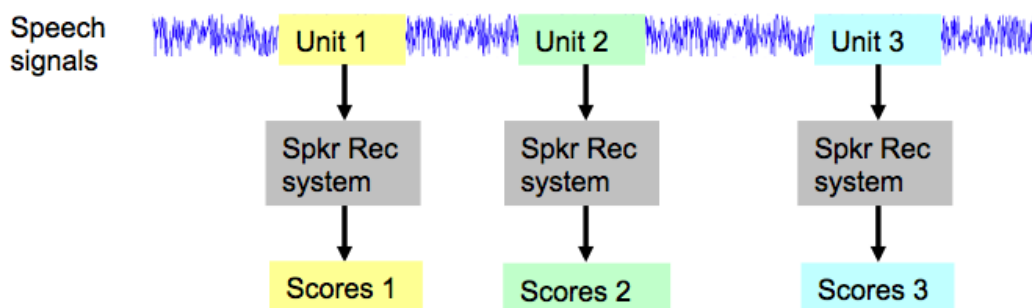 Speech
signals
Unit 1
Unit 2
Unit 3
Spkr Rec
system
Spkr Rec
system
Spkr Rec
system
Scores 1
Scores 2
Scores 3